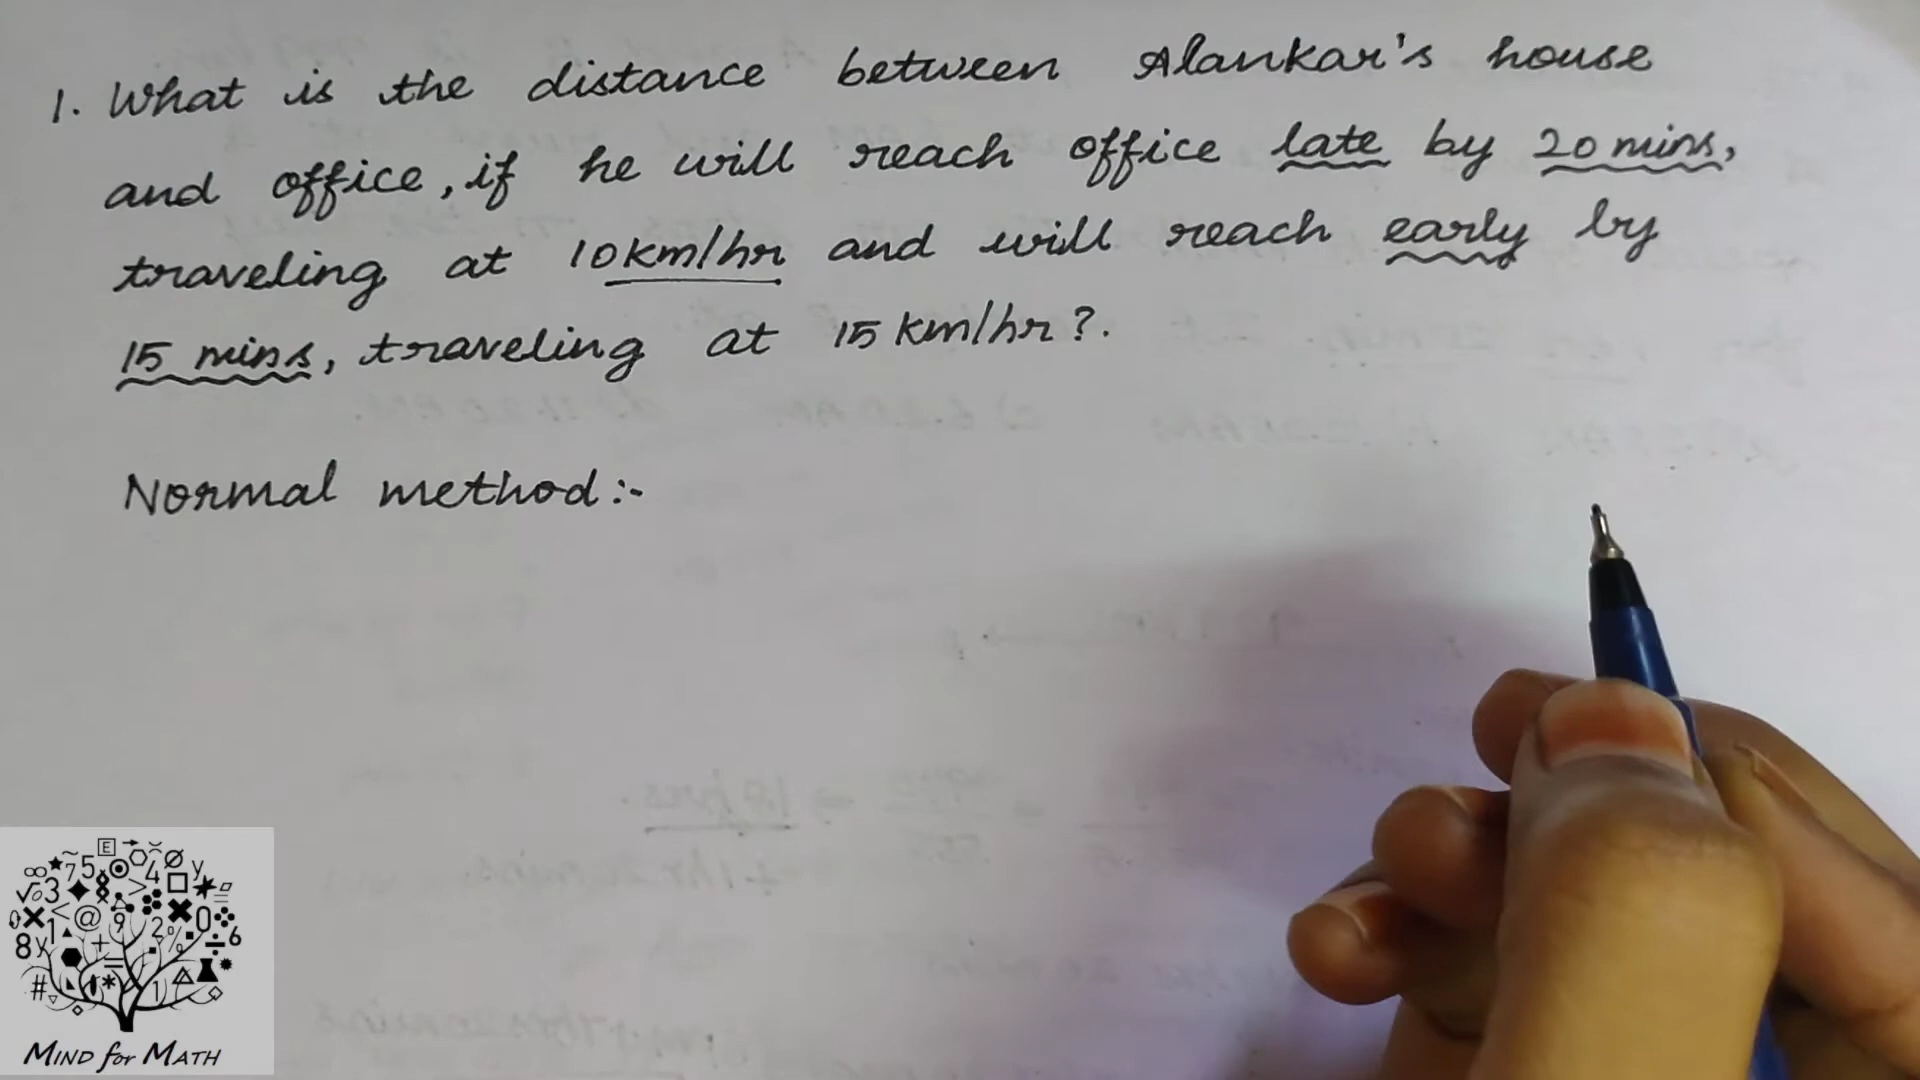 1. What is the distance between Alankar's house
and office, if he will reach office late by 20 mins,
traveling at 10 km/hr and will reach early by
15 mins, traveling at 15 km/hr?.
Normal method :-
MIND for MATH